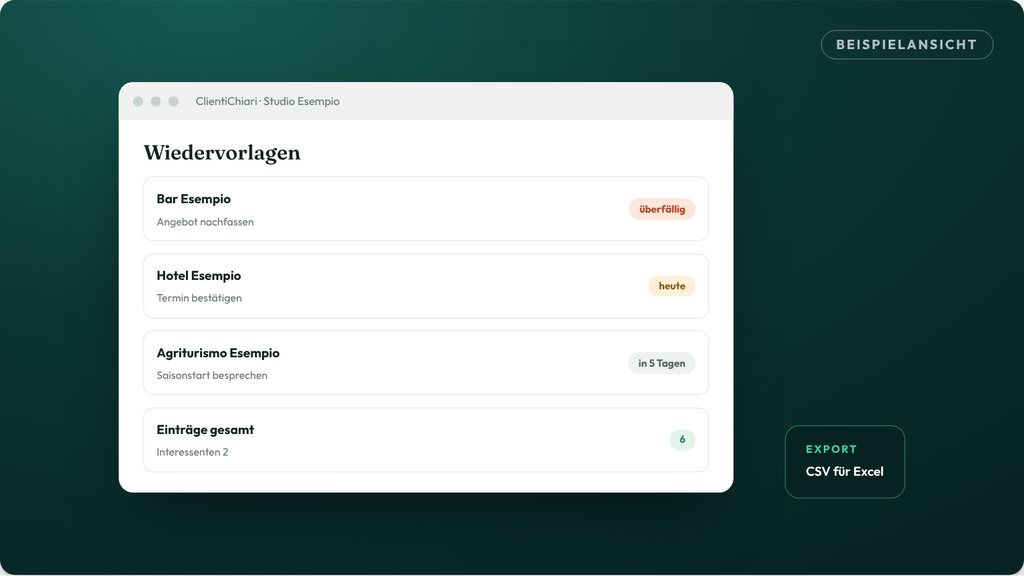 BEISPIELANSICHT
ClientiChiari · Studio Esempio
Wiedervorlagen
Bar Esempio
Angebot nachfassen
überfällig
Hotel Esempio
Termin bestätigen
heute
Agriturismo Esempio
Saisonstart besprechen
in 5 Tagen
Einträge gesamt
Interessenten 2
6
EXPORT
CSV für Excel